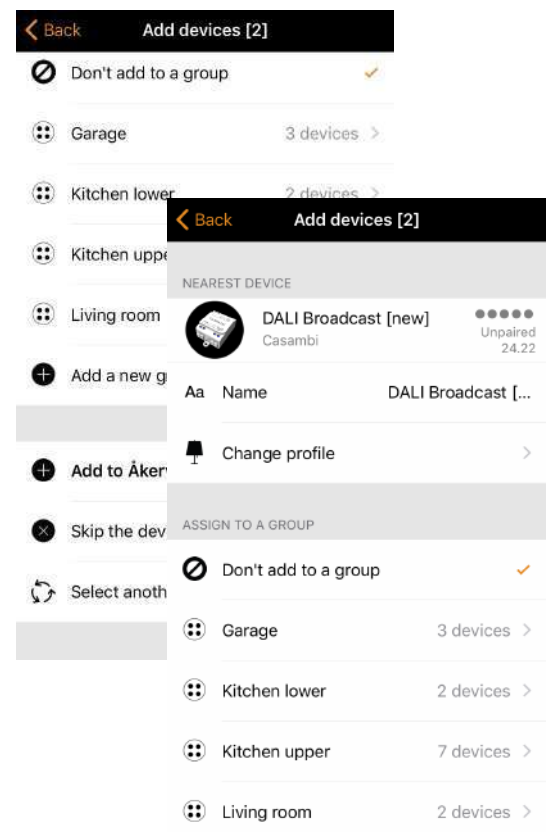 Back Add devices [2]
Don't add to a group
Garage 3 devices
Kitchen lower 2 devices
Kitchen uppe
Living room
Add a new g
Add to Åker
Skip the dev
Select anoth
Back Add devices [2]
NEAREST DEVICE
DALI Broadcast [new]
Casambi
Unpaired
24.22
Aa Name DALI Broadcast [...
Change profile
ASSIGN TO A GROUP
Don't add to a group
Garage 3 devices
Kitchen lower 2 devices
Kitchen upper 7 devices
Living room 2 devices